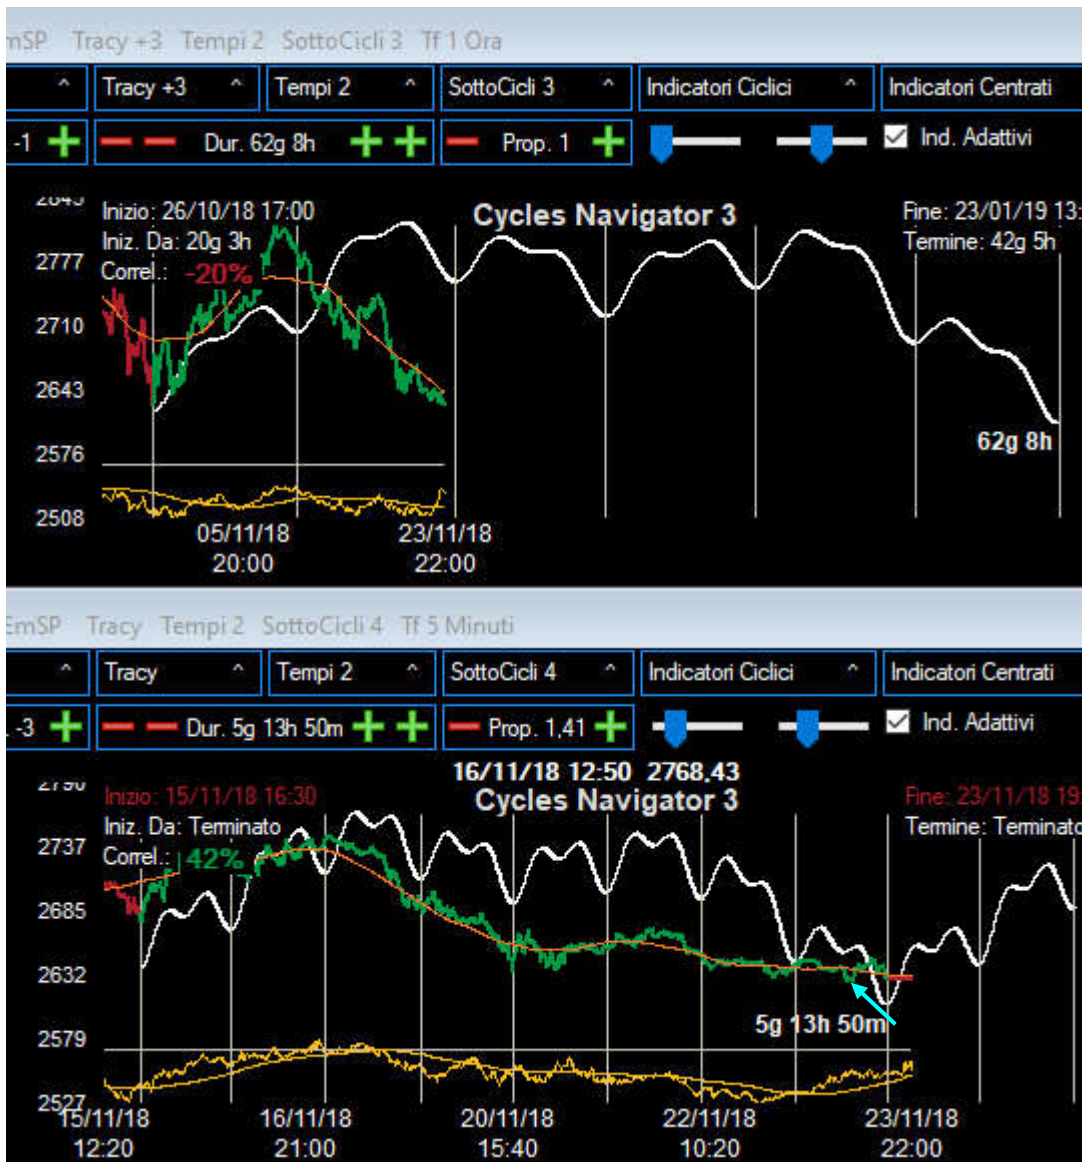 mSP Tracy +3 Tempi 2 SottoCicli 3 Tf 1 Ora
^ Tracy +3 ^ Tempi 2 ^ SottoCicli 3 ^ Indicatori Ciclici ^ Indicatori Centrati
-1 Dur. 62g 8h Prop. 1 Ind. Adattivi
Inizio: 26/10/18 17:00 Cycles Navigator 3 Fine: 23/01/19 13:
Iniz. Da: 20g 3h Termine: 42g 5h
Correl.: -20%
2777
2710
2643
2576
2508
62g 8h
05/11/18 23/11/18
20:00 22:00
EmSP Tracy Tempi 2 SottoCicli 4 Tf 5 Minuti
^ Tracy ^ Tempi 2 ^ SottoCicli 4 ^ Indicatori Ciclici ^ Indicatori Centrati
. -3 Dur. 5g 13h 50m Prop. 1,41 Ind. Adattivi
16/11/18 12:50 2768,43
Inizio: 15/11/18 16:30 Cycles Navigator 3 Fine: 23/11/18 19:
Iniz. Da: Terminato Termine: Terminato
Correl.: 42%
2737
2685
2632
2579
2527
5g 13h 50m
15/11/18 16/11/18 20/11/18 22/11/18 23/11/18
12:20 21:00 15:40 10:20 22:00